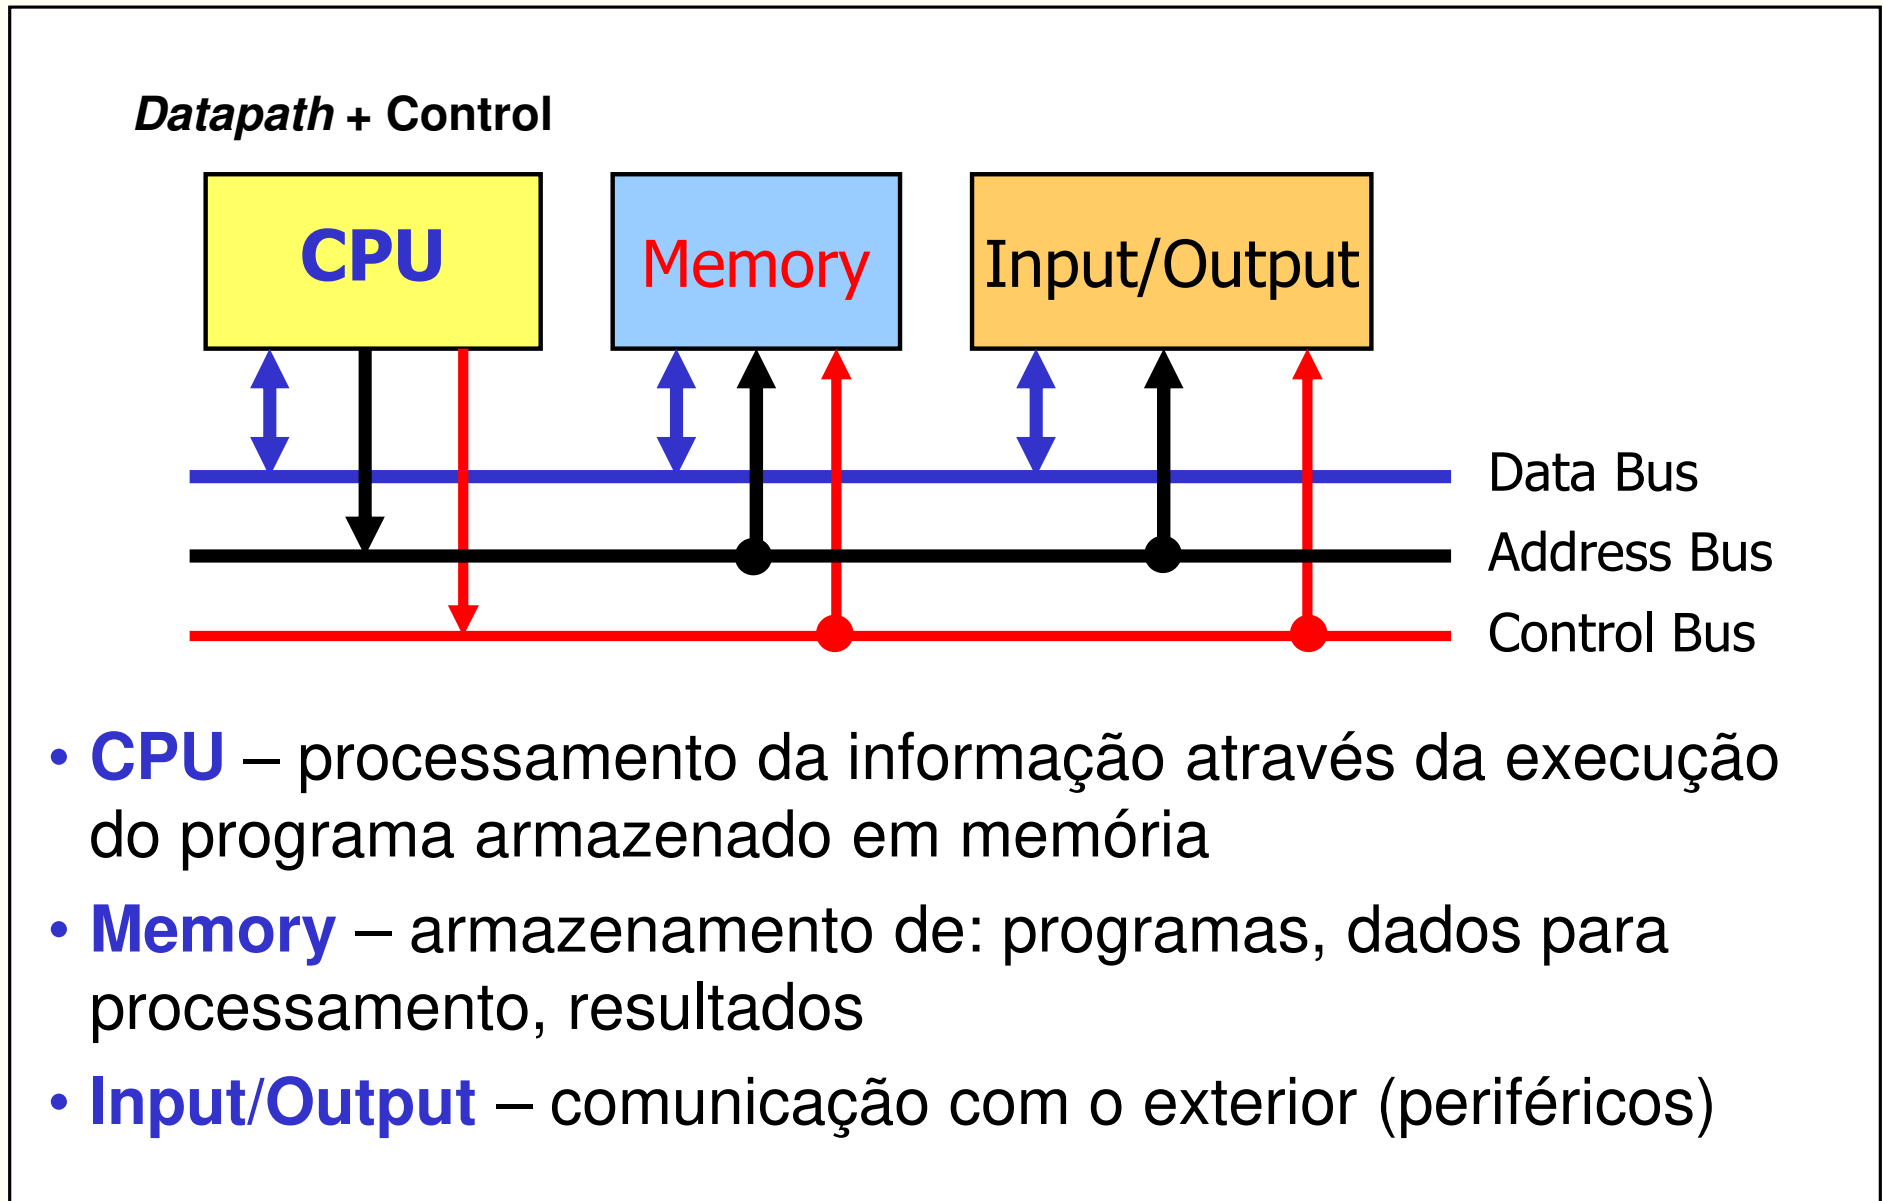 Datapath + Control
CPU
Memory
Input/Output
Data Bus
Address Bus
Control Bus
• CPU – processamento da informação através da execução
do programa armazenado em memória
• Memory – armazenamento de: programas, dados para
processamento, resultados
• Input/Output – comunicação com o exterior (periféricos)